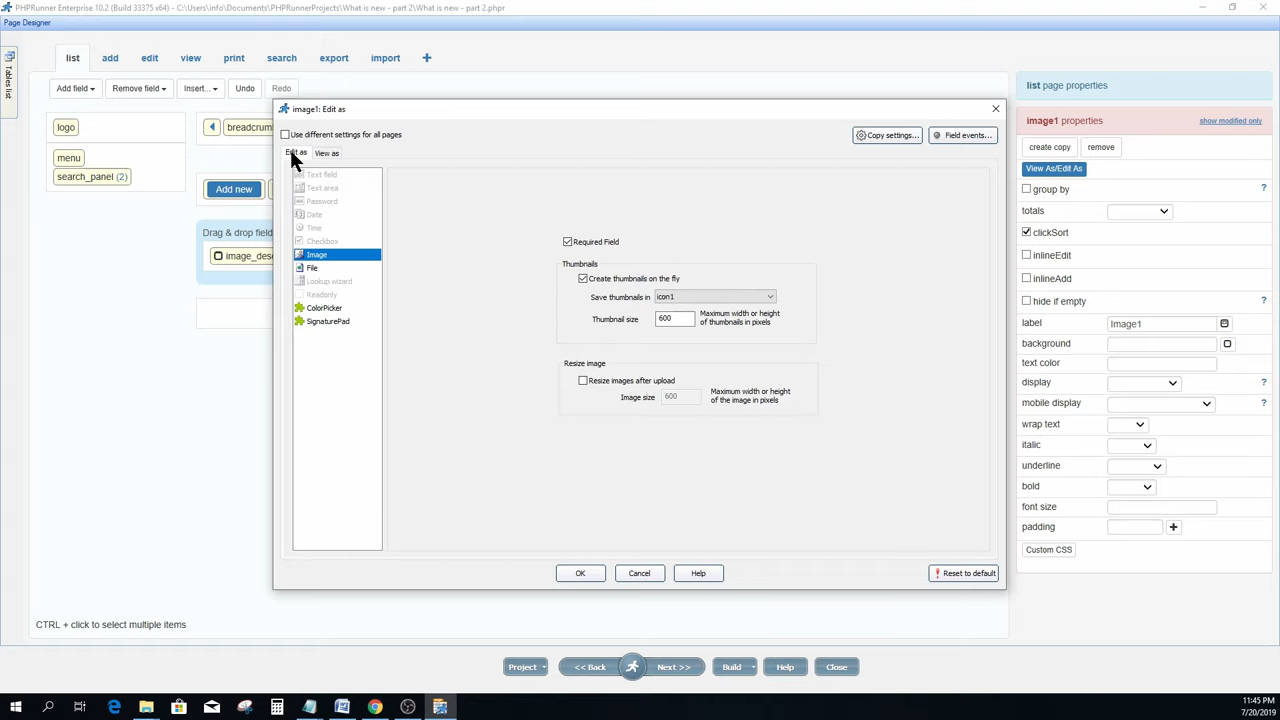 PHPRunner Enterprise 10.2 (Build 33375 x64) - C:\Users\info\Documents\PHPRunnerProjects\What is new - part 2\What is new - part 2.phpr
Page Designer
Tables list
list add edit view print search export import
Add field Remove field Insert... Undo Redo
logo
menu
search_panel (2)
Add new
Drag & drop field
CTRL + click to select multiple items
image1: Edit as
Use different settings for all pages
Copy settings... Field events...
Edit as View as
Text field
Text area
Password
Date
Time
Checkbox
Image
File
Lookup wizard
Readonly
ColorPicker
SignaturePad
Required Field
Thumbnails
Create thumbnails on the fly
Save thumbnails in icon1
Thumbnail size 600 Maximum width or height
of thumbnails in pixels
Resize image
Resize images after upload
Image size 600 Maximum width or height
of the image in pixels
OK Cancel Help Reset to default
list page properties
image1 properties show modified only
create copy remove
View As/Edit As
group by ?
totals
clickSort
inlineEdit
inlineAdd
hide if empty ?
label Image1
background
text color
display ?
mobile display ?
wrap text
italic
underline
bold
font size
padding
Custom CSS
Project << Back Next >> Build Help Close
11:45 PM
7/20/2019